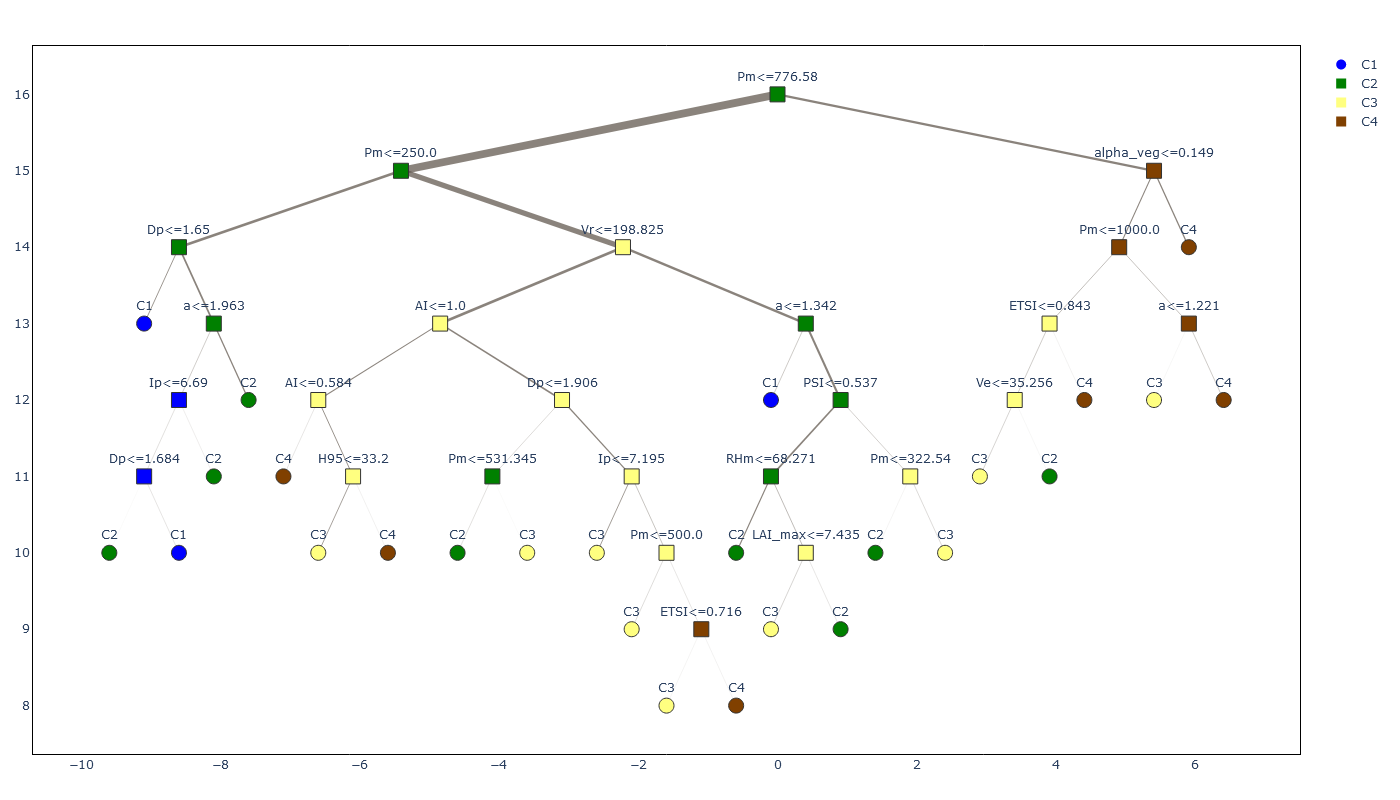 Pm<=776.58
C1
C2
C3
C4
16
Pm<=250.0
alpha_veg<=0.149
15
Dp<=1.65
Vr<=198.825
Pm<=1000.0
C4
14
C1
a<=1.963
AI<=1.0
a<=1.342
ETSI<=0.843
a<=1.221
13
Ip<=6.69
C2
AI<=0.584
Dp<=1.906
C1
PSI<=0.537
Ve<=35.256
C4
C3
C4
12
Dp<=1.684
C2
C4
H95<=33.2
Pm<=531.345
Ip<=7.195
RHm<=68.271
Pm<=322.54
C3
C2
11
C2
C1
C3
C4
C2
C3
C3
Pm<=500.0
C2
LAI_max<=7.435
C2
C3
10
C3
ETSI<=0.716
C3
C2
9
C3
C4
8
−10
−8
−6
−4
−2
0
2
4
6